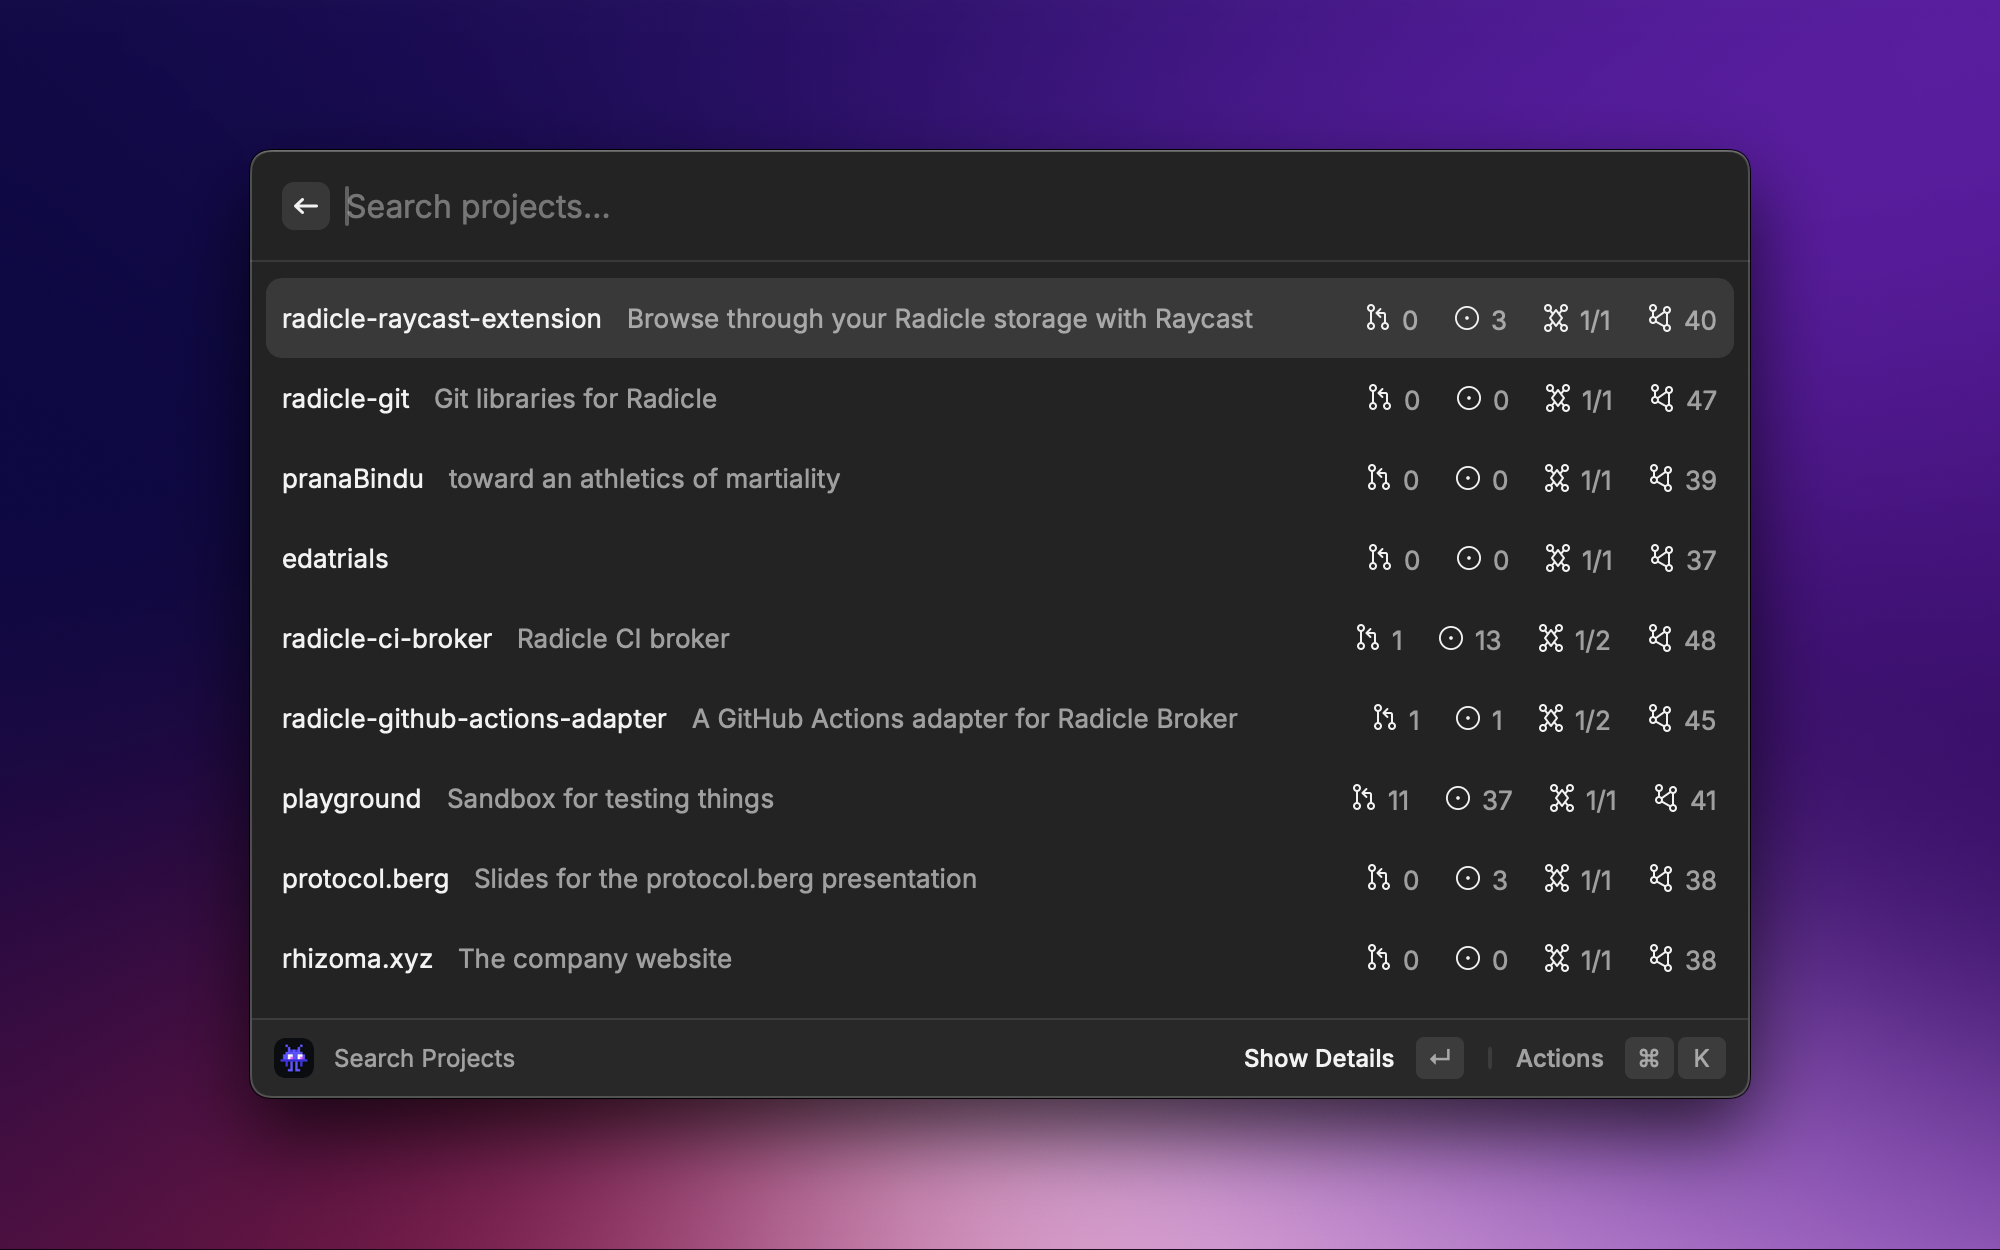 Search projects...
radicle-raycast-extension Browse through your Radicle storage with Raycast 0 3 1/1 40
radicle-git Git libraries for Radicle 0 0 1/1 47
pranaBindu toward an athletics of martiality 0 0 1/1 39
edatrials 0 0 1/1 37
radicle-ci-broker Radicle CI broker 1 13 1/2 48
radicle-github-actions-adapter A GitHub Actions adapter for Radicle Broker 1 1 1/2 45
playground Sandbox for testing things 11 37 1/1 41
protocol.berg Slides for the protocol.berg presentation 0 3 1/1 38
rhizoma.xyz The company website 0 0 1/1 38
Search Projects Show Details ↵ Actions ⌘ K